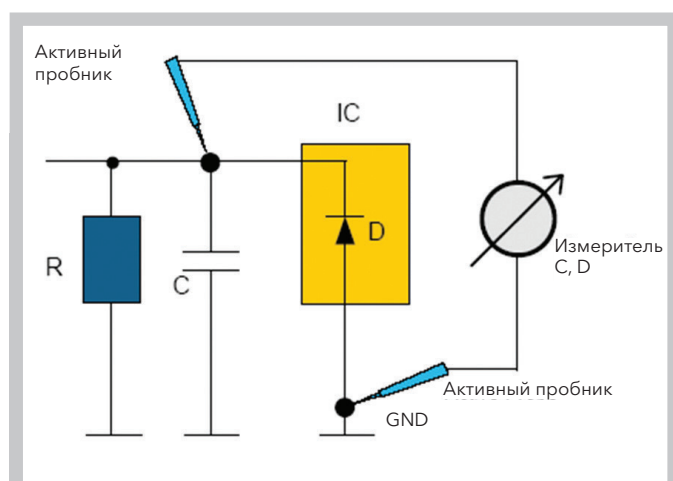 Активный
пробник
IC
D
R
C
Измеритель
C, D
Активный пробник
GND